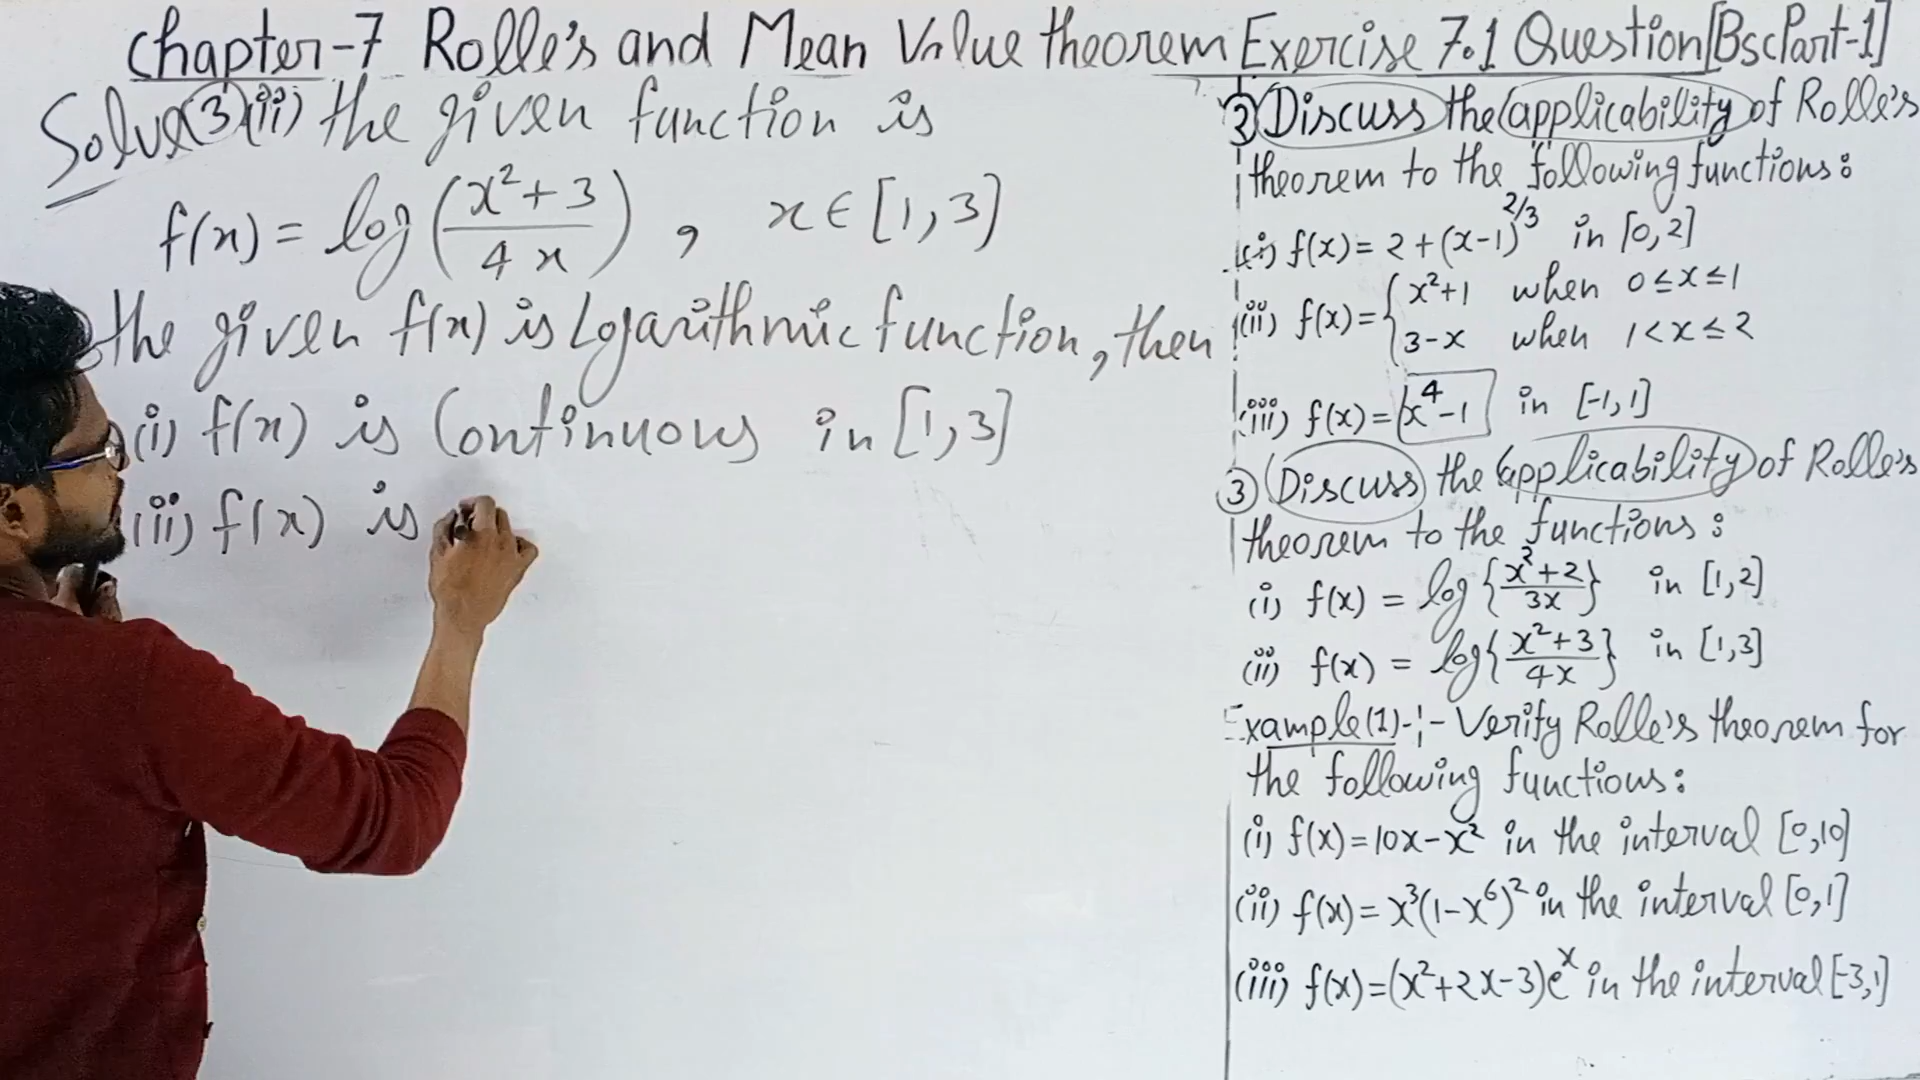 Chapter-7 Rolle's and Mean Value theorem Exercise 7.1 Question [Bsc Part-1]
Solve (3)(ii) the given function is
f(x) = log((x²+3)/(4x)), x ∈ [1,3]
the given f(x) is Logarithmic function, then
(i) f(x) is Continuous in [1,3]
(iii) f(x) is
2 Discuss the applicability of Rolle's
theorem to the following functions:
(i) f(x) = 2+(x-1)^2/3 in [0,2]
(ii) f(x) = { x²+1 when 0≤x≤1
3-x when 1<x≤2
(iii) f(x) = x⁴-1 in [-1,1]
3 Discuss the applicability of Rolle's
theorem to the functions:
(i) f(x) = log{(x²+2)/(3x)} in [1,2]
(ii) f(x) = log{(x²+3)/(4x)} in [1,3]
Example(1)-:- Verify Rolle's theorem for
the following functions:
(i) f(x)=10x-x² in the interval [0,10]
(ii) f(x)=x³(1-x⁶)² in the interval [0,1]
(iii) f(x)=(x²+2x-3)eˣ in the interval [-3,1]